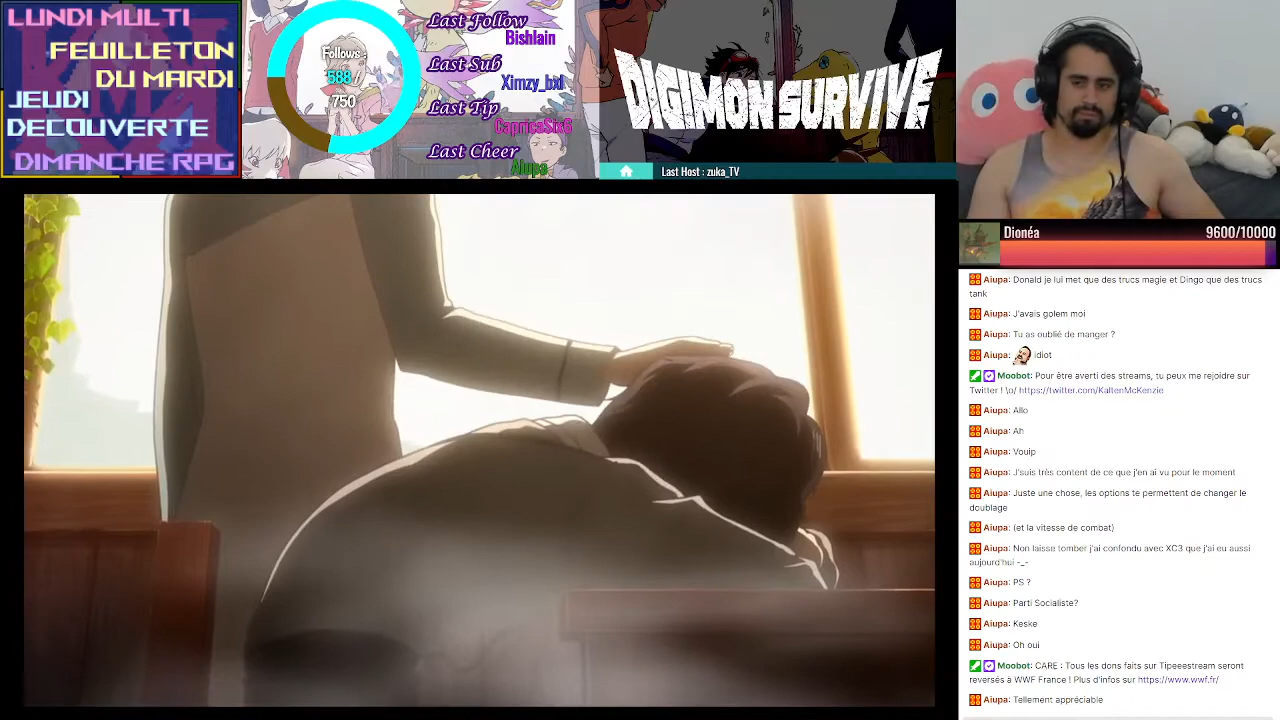 LUNDI MULTI
FEUILLETON
DU MARDI
JEUDI
DECOUVERTE
DIMANCHE RPG
Follows :
588 /
750
Last Follow
Bishlain
Last Sub
Ximzy_bxl
Last Tip
CapricaSix6
Last Cheer
Aiupa
DIGIMON SURVIVE
Last Host : zuka_TV
Dionéa 9600/10000
Aiupa: Donald je lui met que des trucs magie et Dingo que des trucs
tank
Aiupa: J'avais golem moi
Aiupa: Tu as oublié de manger ?
Aiupa: idiot
Moobot: Pour être averti des streams, tu peux me rejoindre sur
Twitter ! \o/ https://twitter.com/KaltenMcKenzie
Aiupa: Allo
Aiupa: Ah
Aiupa: Vouip
Aiupa: J'suis très content de ce que j'en ai vu pour le moment
Aiupa: Juste une chose, les options te permettent de changer le
doublage
Aiupa: (et la vitesse de combat)
Aiupa: Non laisse tomber j'ai confondu avec XC3 que j'ai eu aussi
aujourd'hui -_-
Aiupa: PS ?
Aiupa: Parti Socialiste?
Aiupa: Keske
Aiupa: Oh oui
Moobot: CARE : Tous les dons faits sur Tipeeestream seront
reversés à WWF France ! Plus d'infos sur https://www.wwf.fr/
Aiupa: Tellement appréciable